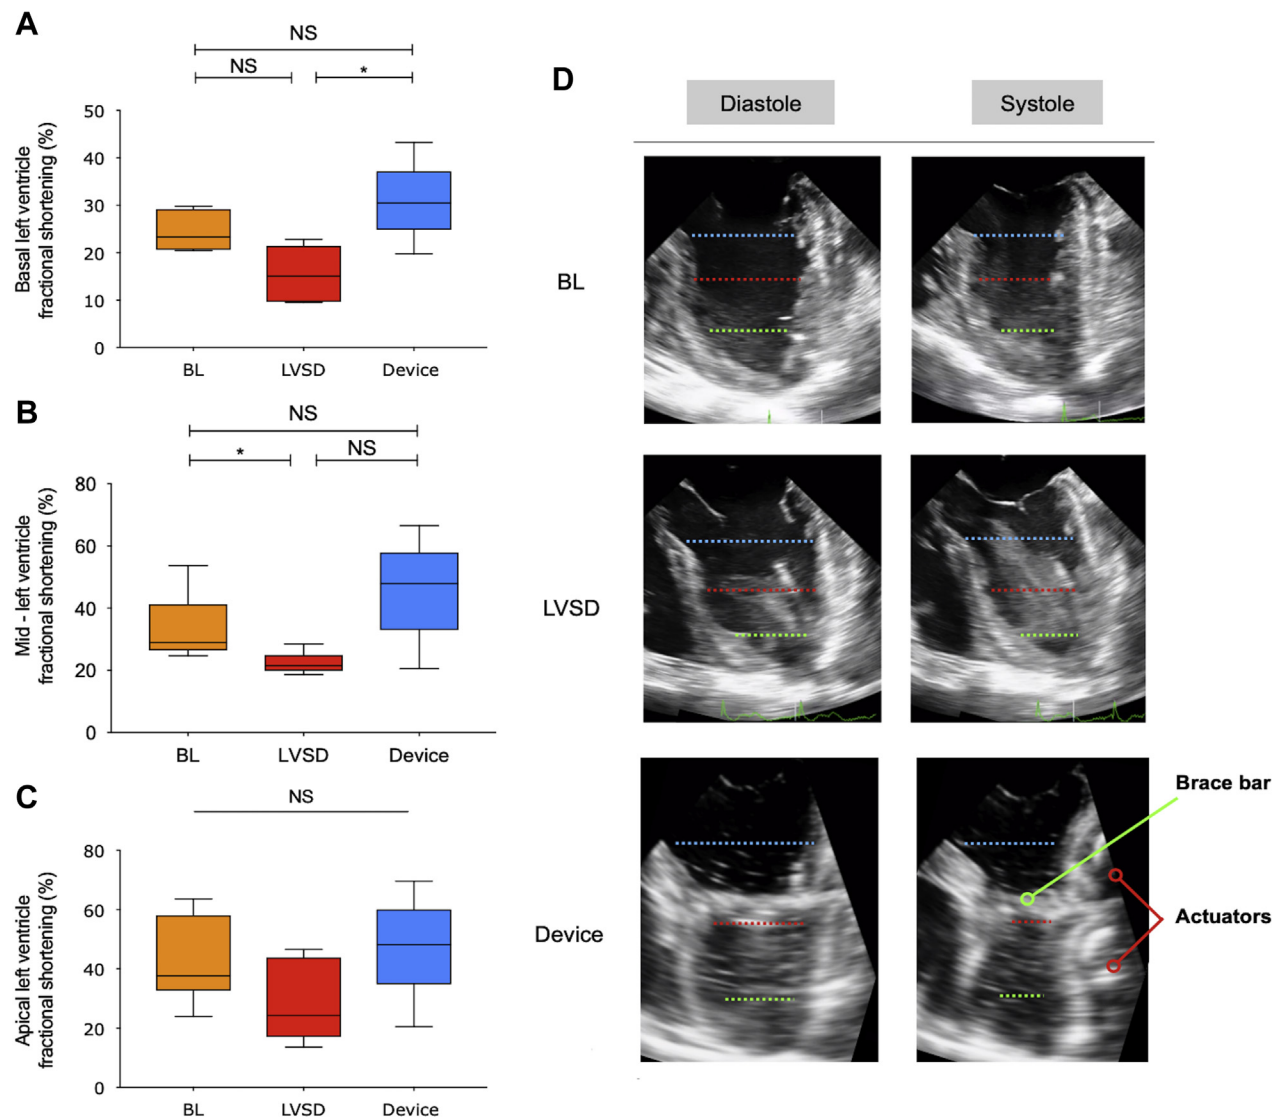 A
NS
NS
*
Basal left ventricle
fractional shortening (%)
50
40
30
20
10
0
BL
LVSD
Device
B
NS
*
NS
Mid - left ventricle
fractional shortening (%)
80
60
40
20
0
BL
LVSD
Device
C
NS
Apical left ventricle
fractional shortening (%)
80
60
40
20
0
BL
LVSD
Device
D
Diastole
Systole
BL
LVSD
Device
Brace bar
Actuators